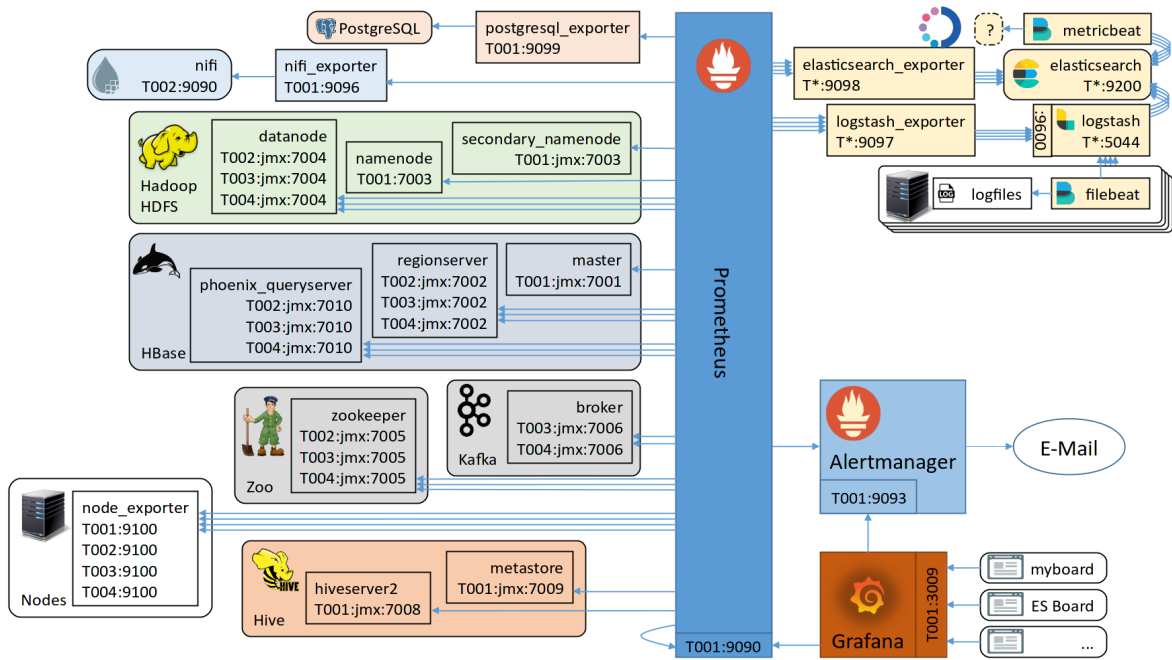 PostgreSQL
postgresql_exporter
T001:9099
nifi
T002:9090
nifi_exporter
T001:9096
Hadoop
HDFS
datanode
T002:jmx:7004
T003:jmx:7004
T004:jmx:7004
namenode
T001:7003
secondary_namenode
T001:jmx:7003
HBase
phoenix_queryserver
T002:jmx:7010
T003:jmx:7010
T004:jmx:7010
regionserver
T002:jmx:7002
T003:jmx:7002
T004:jmx:7002
master
T001:jmx:7001
Zoo
zookeeper
T002:jmx:7005
T003:jmx:7005
T004:jmx:7005
Kafka
broker
T003:jmx:7006
T004:jmx:7006
Nodes
node_exporter
T001:9100
T002:9100
T003:9100
T004:9100
HIVE
Hive
hiveserver2
T001:jmx:7008
metastore
T001:jmx:7009
Prometheus
T001:9090
?
metricbeat
elasticsearch_exporter
T*:9098
elasticsearch
T*:9200
logstash_exporter
T*:9097
:9600
logstash
T*:5044
LOG
logfiles
filebeat
Alertmanager
T001:9093
E-Mail
Grafana
T001:3009
myboard
ES Board
...